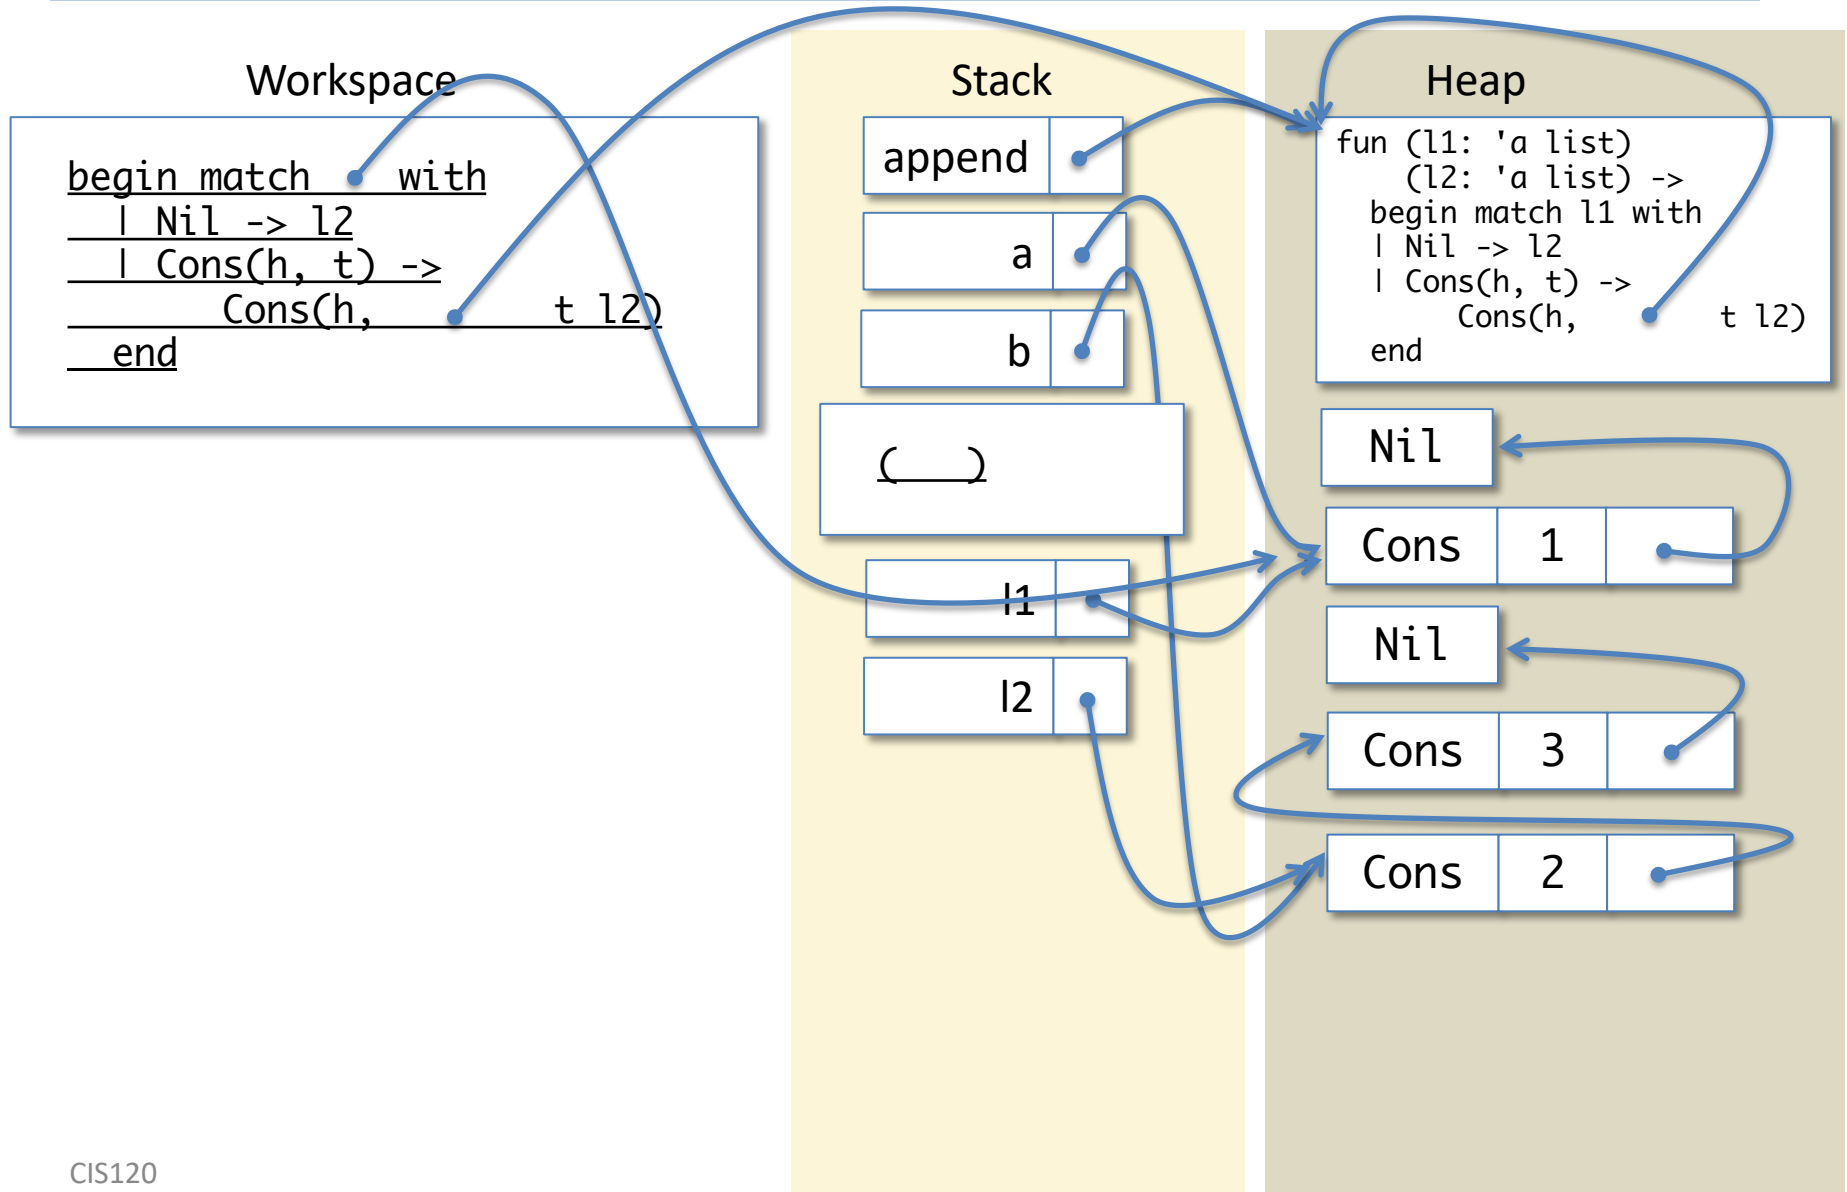 Workspace
begin match with
| Nil -> l2
| Cons(h, t) ->
Cons(h, t l2)
end
Stack
append
a
b
( )
l1
l2
Heap
fun (l1: 'a list)
(l2: 'a list) ->
begin match l1 with
| Nil -> l2
| Cons(h, t) ->
Cons(h, t l2)
end
Nil
Cons 1
Nil
Cons 3
Cons 2
CIS120